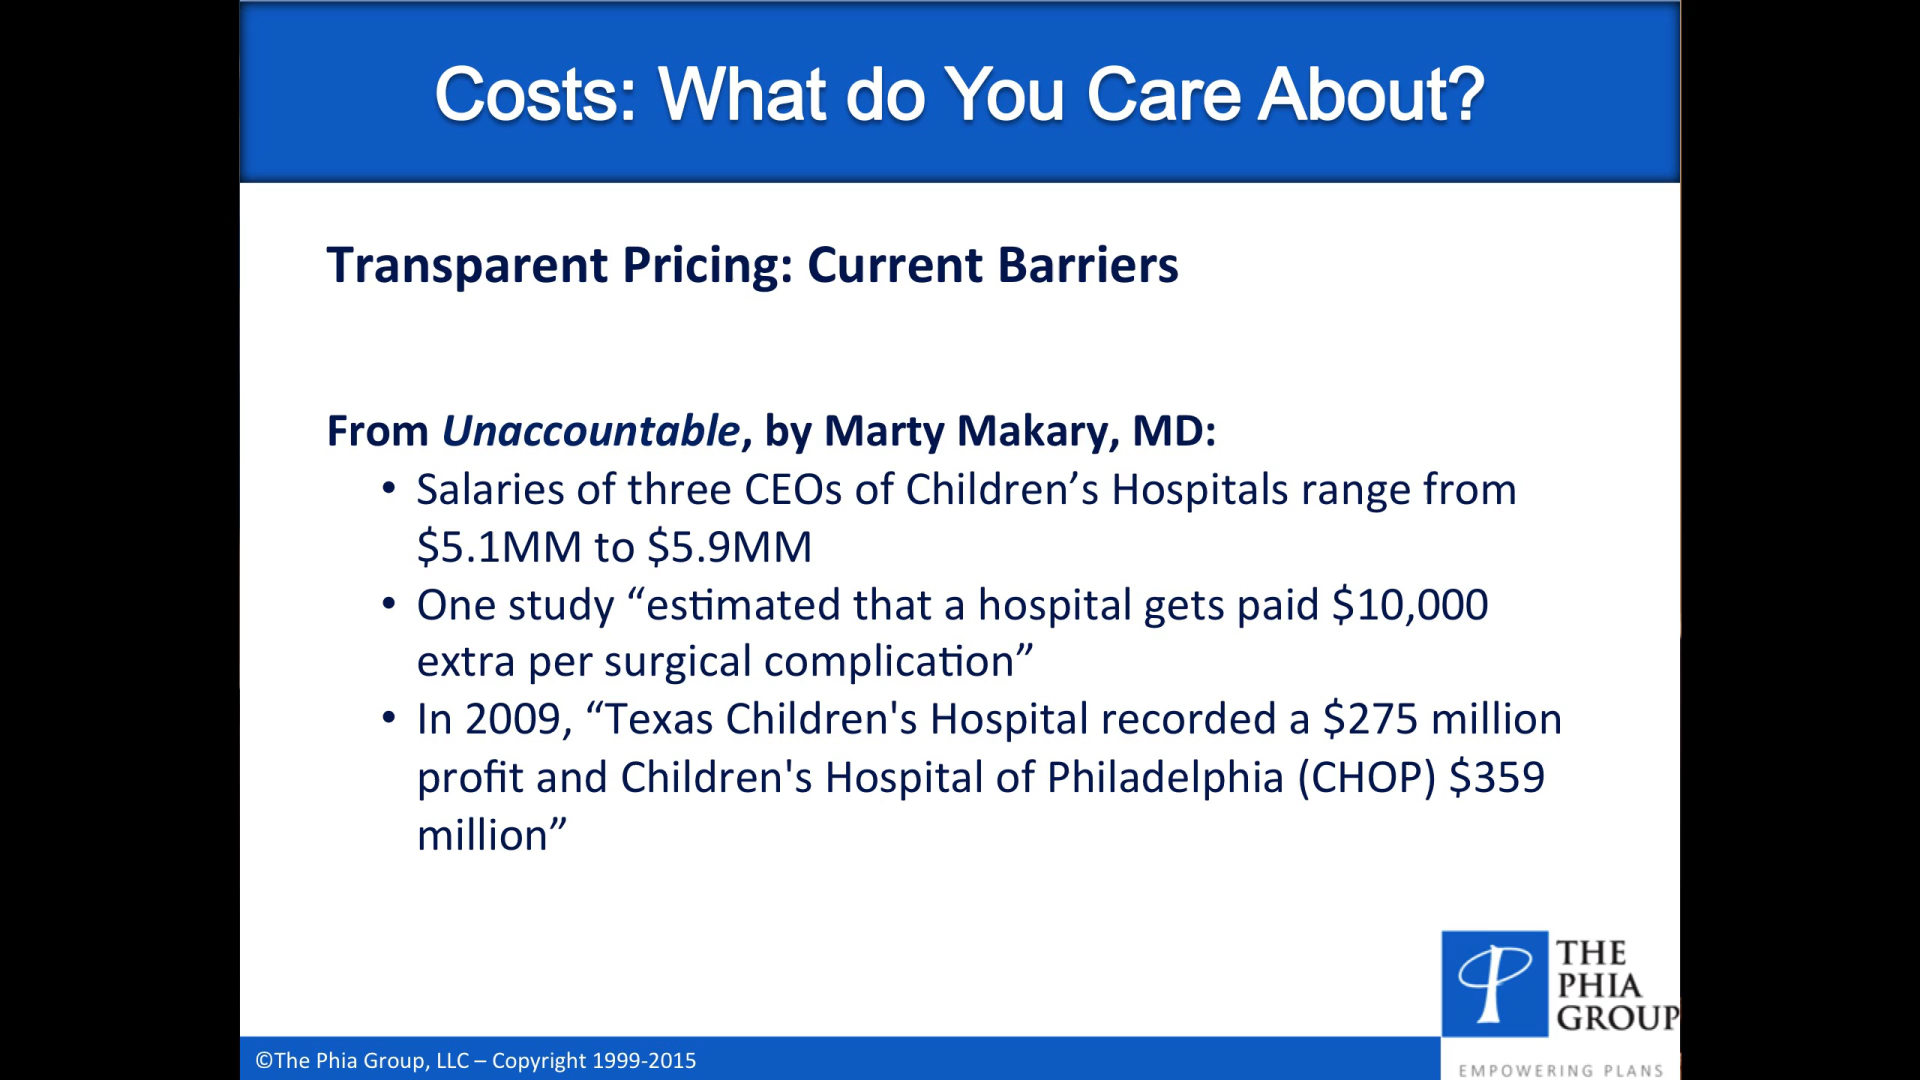 Costs: What do You Care About?
Transparent Pricing: Current Barriers
From Unaccountable, by Marty Makary, MD:
• Salaries of three CEOs of Children’s Hospitals range from
$5.1MM to $5.9MM
• One study “estimated that a hospital gets paid $10,000
extra per surgical complication”
• In 2009, “Texas Children's Hospital recorded a $275 million
profit and Children's Hospital of Philadelphia (CHOP) $359
million”
THE
PHIA
GROUP
EMPOWERING PLANS
©The Phia Group, LLC – Copyright 1999-2015